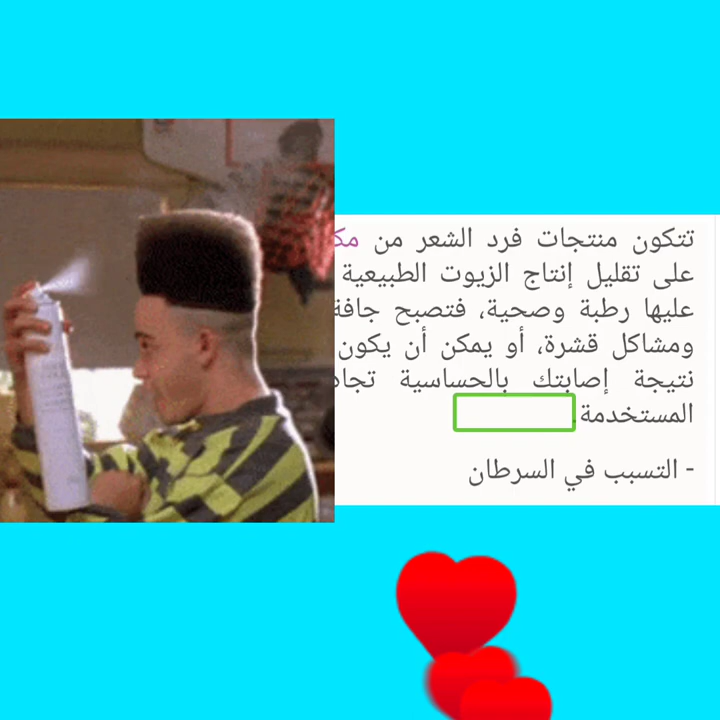 تتكون منتجات فرد الشعر من
على تقليل إنتاج الزيوت الطبيعية
عليها رطبة وصحية، فتصبح جافة
ومشاكل قشرة، أو يمكن أن يكون
نتيجة إصابتك بالحساسية
المستخدمة.
- التسبب في السرطان